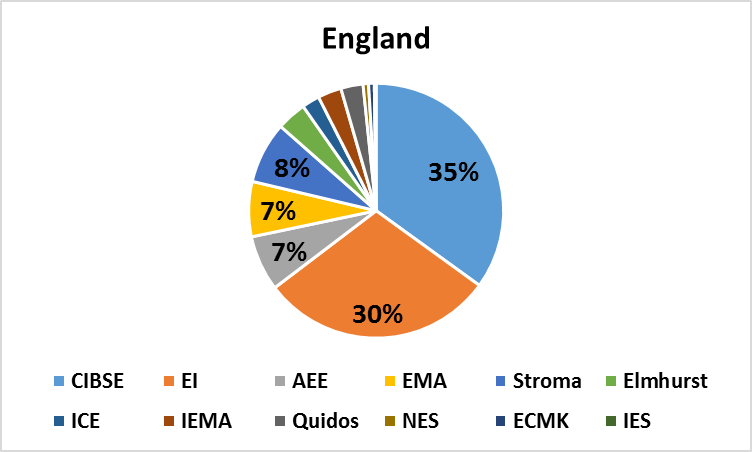 England
35%
8%
7%
7%
30%
CIBSE EI AEE EMA Stroma Elmhurst
ICE IEMA Quidos NES ECMK IES